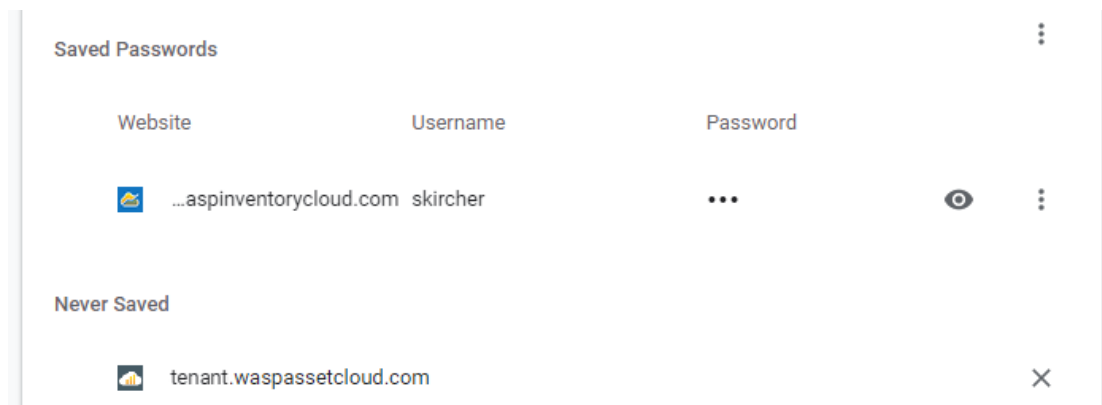 Saved Passwords
Website Username Password
...aspinventorycloud.com skircher •••
Never Saved
tenant.waspassetcloud.com